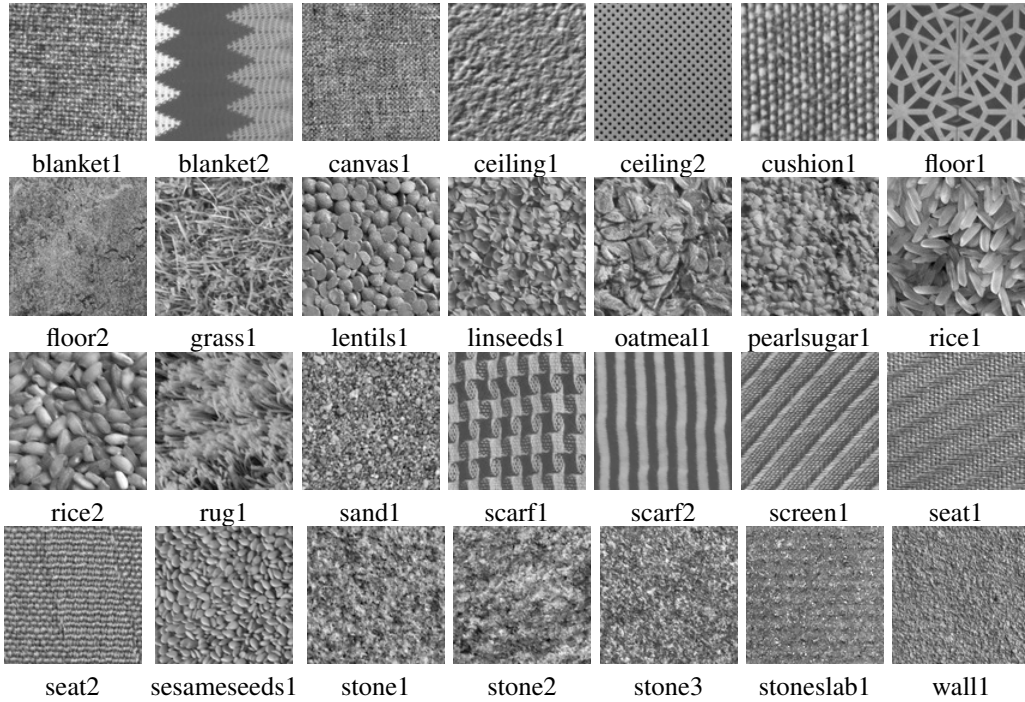 blanket1 blanket2 canvas1 ceiling1 ceiling2 cushion1 floor1
floor2 grass1 lentils1 linseeds1 oatmeal1 pearlsugar1 rice1
rice2 rug1 sand1 scarf1 scarf2 screen1 seat1
seat2 sesameseeds1 stone1 stone2 stone3 stoneslab1 wall1